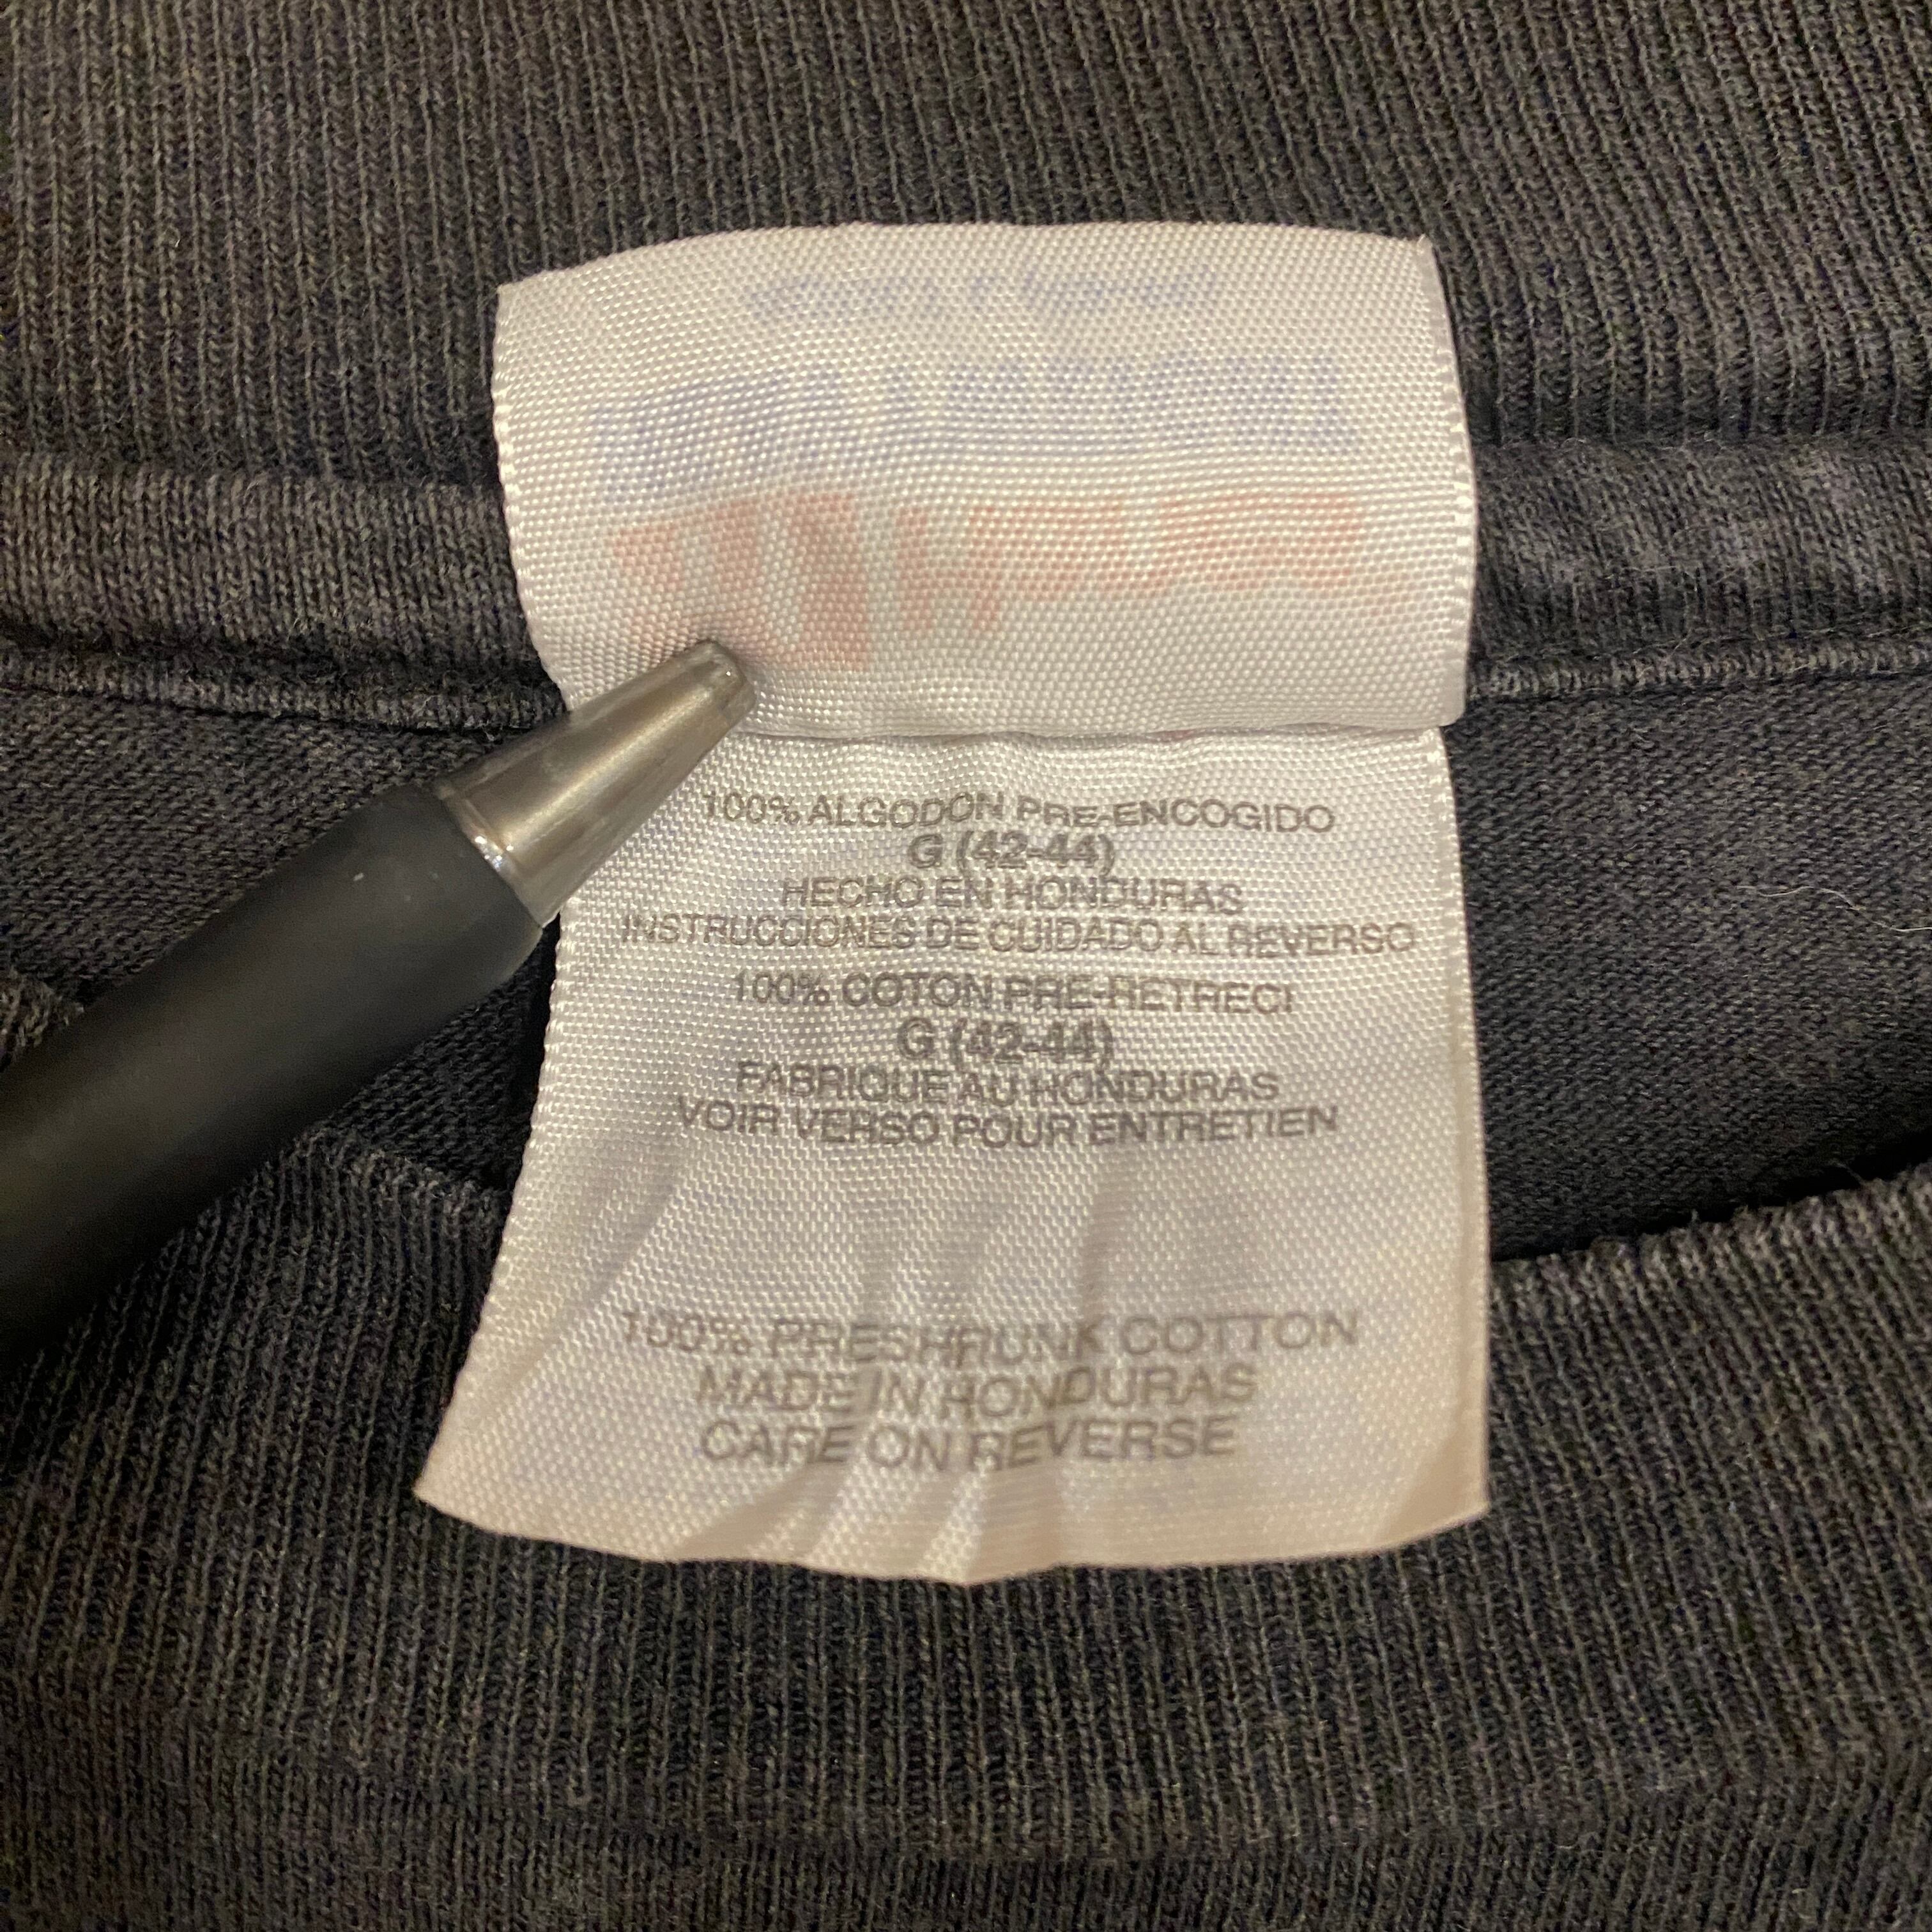 100% ALGODON PRE-ENCOGIDO
G (42-44)
HECHO EN HONDURAS
INSTRUCCIONES DE CUIDADO AL REVERSO
100% COTON PRE-RETRECI
G (42-44)
FABRIQUE AU HONDURAS
VOIR VERSO POUR ENTRETIEN
100% PRESHRUNK COTTON
MADE IN HONDURAS
CARE ON REVERSE